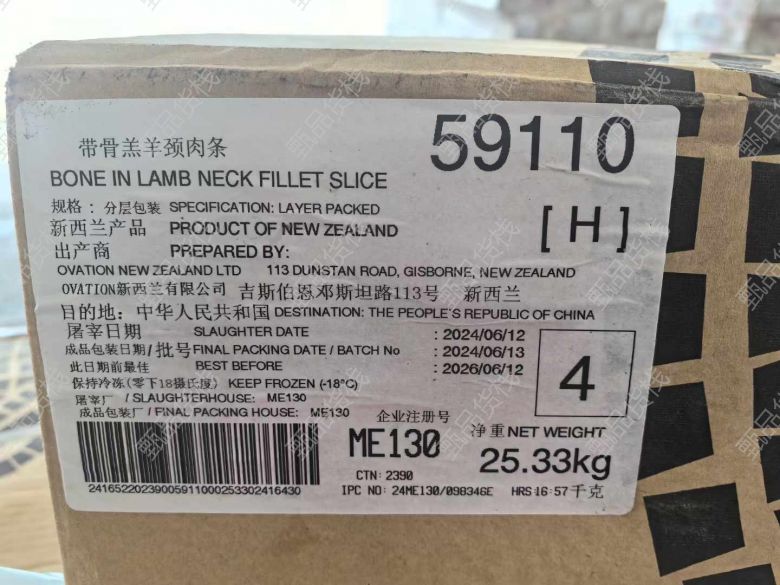 带骨羔羊颈肉条
59110
BONE IN LAMB NECK FILLET SLICE
规格：分层包装 SPECIFICATION: LAYER PACKED
新西兰产品 PRODUCT OF NEW ZEALAND
[ H ]
出产商 PREPARED BY:
OVATION NEW ZEALAND LTD 113 DUNSTAN ROAD, GISBORNE, NEW ZEALAND
OVATION新西兰有限公司 吉斯伯恩邓斯坦路113号 新西兰
目的地: 中华人民共和国 DESTINATION: THE PEOPLE'S REPUBLIC OF CHINA
屠宰日期 SLAUGHTER DATE : 2024/06/12
成品包装日期/批号 FINAL PACKING DATE / BATCH No : 2024/06/13
此日期前最佳 BEST BEFORE : 2026/06/12
4
保持冷冻(零下18摄氏度) KEEP FROZEN (-18°C)
屠宰厂 / SLAUGHTERHOUSE: ME130
成品包装厂 / FINAL PACKING HOUSE: ME130
企业注册号
ME130
净重 NET WEIGHT
25.33kg
CTN: 2390
24165220239005911000253302416430
IPC NO: 24ME130/098346E HRS 16:57 千克
甄品货栈